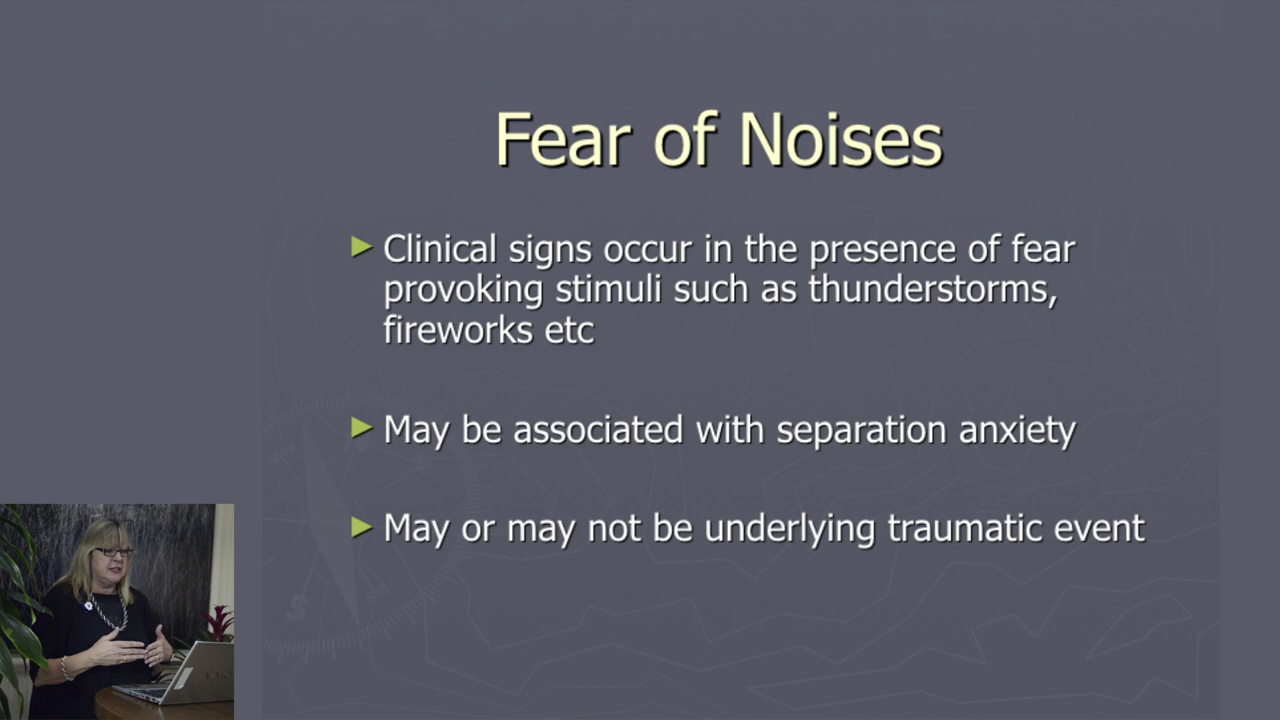 Fear of Noises
Clinical signs occur in the presence of fear
provoking stimuli such as thunderstorms,
fireworks etc
May be associated with separation anxiety
May or may not be underlying traumatic event